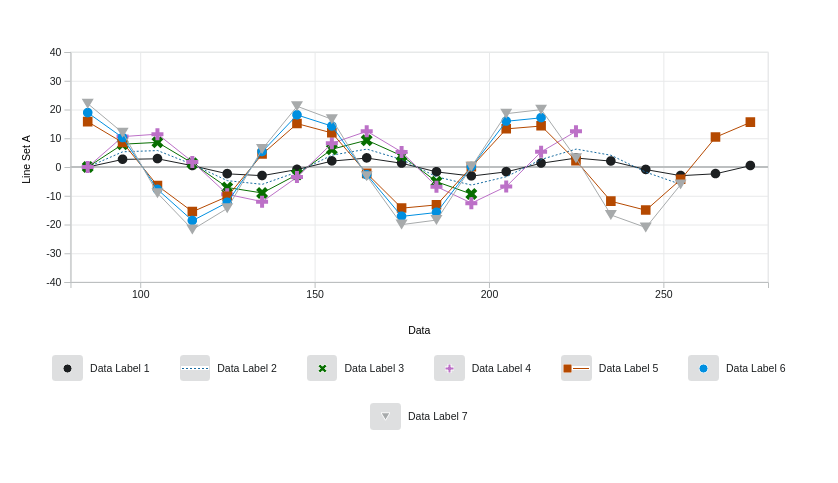 40
30
20
10
0
-10
-20
-30
-40
Line Set A
100 150 200 250
Data
Data Label 1 Data Label 2 Data Label 3 Data Label 4 Data Label 5 Data Label 6
Data Label 7